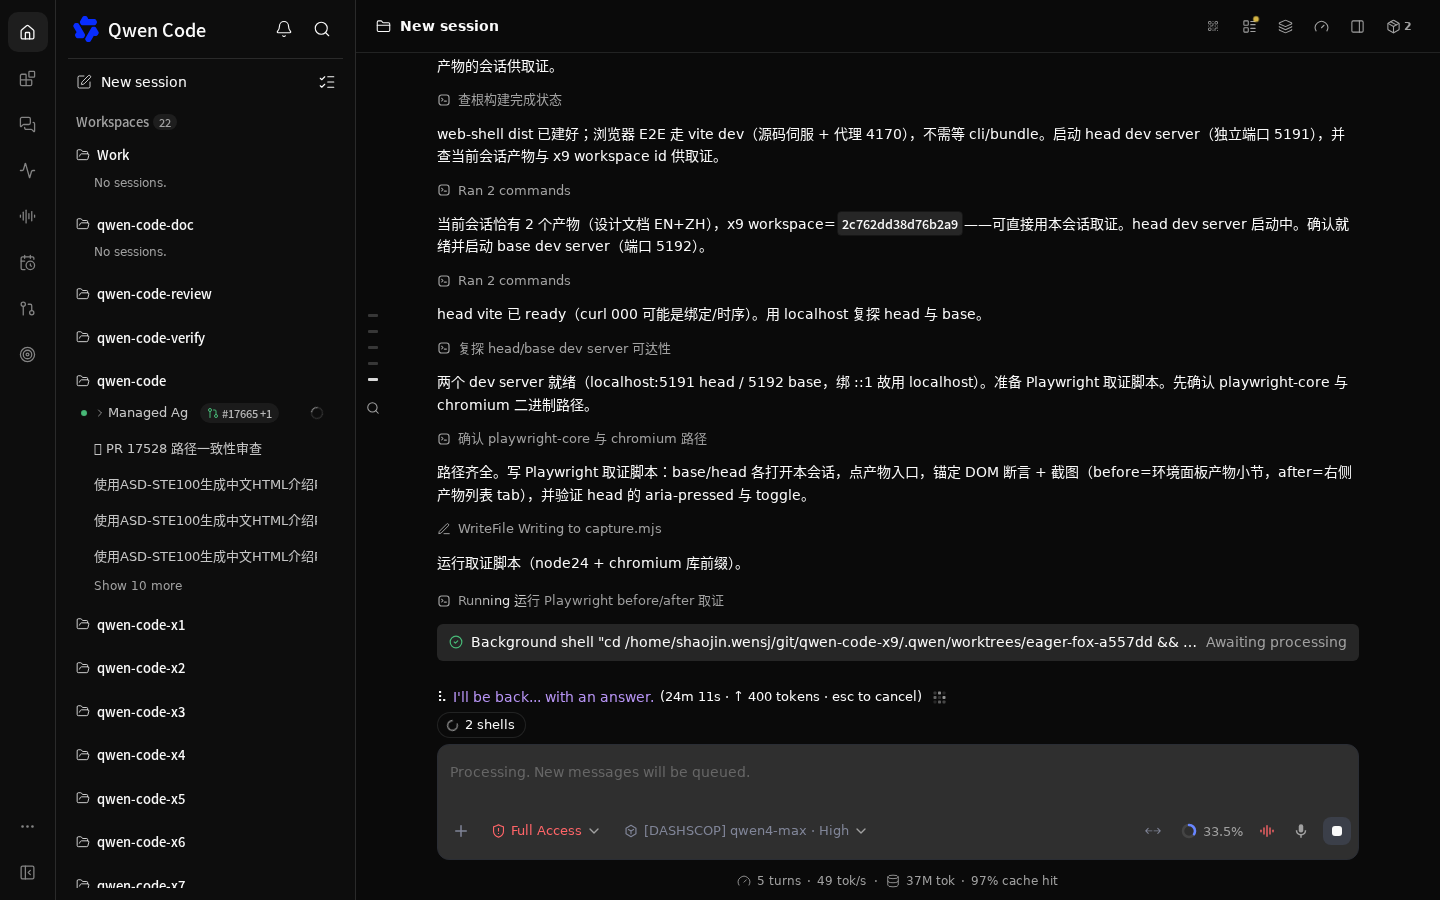 Qwen Code
New session
Workspaces 22
Work
No sessions.
qwen-code-doc
No sessions.
qwen-code-review
qwen-code-verify
qwen-code
Managed Ag #17665+1
PR 17528 路径一致性审查
使用ASD-STE100生成中文HTML介绍
使用ASD-STE100生成中文HTML介绍
使用ASD-STE100生成中文HTML介绍
Show 10 more
qwen-code-x1
qwen-code-x2
qwen-code-x3
qwen-code-x4
qwen-code-x5
qwen-code-x6
qwen-code-x7
New session
2
产物的会话供取证。
查根构建完成状态
web-shell dist 已建好；浏览器 E2E 走 vite dev（源码伺服 + 代理 4170），不需等 cli/bundle。启动 head dev server（独立端口 5191），并
查当前会话产物与 x9 workspace id 供取证。
Ran 2 commands
当前会话恰有 2 个产物（设计文档 EN+ZH），x9 workspace=2c762dd38d76b2a9——可直接用本会话取证。head dev server 启动中。确认就
绪并启动 base dev server（端口 5192）。
Ran 2 commands
head vite 已 ready（curl 000 可能是绑定/时序）。用 localhost 复探 head 与 base。
复探 head/base dev server 可达性
两个 dev server 就绪（localhost:5191 head / 5192 base，绑 ::1 故用 localhost）。准备 Playwright 取证脚本。先确认 playwright-core 与
chromium 二进制路径。
确认 playwright-core 与 chromium 路径
路径齐全。写 Playwright 取证脚本：base/head 各打开本会话，点产物入口，锚定 DOM 断言 + 截图（before=环境面板产物小节，after=右侧
产物列表 tab），并验证 head 的 aria-pressed 与 toggle。
WriteFile Writing to capture.mjs
运行取证脚本（node24 + chromium 库前缀）。
Running 运行 Playwright before/after 取证
Background shell "cd /home/shaojin.wensj/git/qwen-code-x9/.qwen/worktrees/eager-fox-a557dd && ... Awaiting processing
I'll be back... with an answer. (24m 11s · ↑ 400 tokens · esc to cancel)
2 shells
Processing. New messages will be queued.
Full Access [DASHSCOP] qwen4-max · High 33.5%
5 turns · 49 tok/s · 37M tok · 97% cache hit